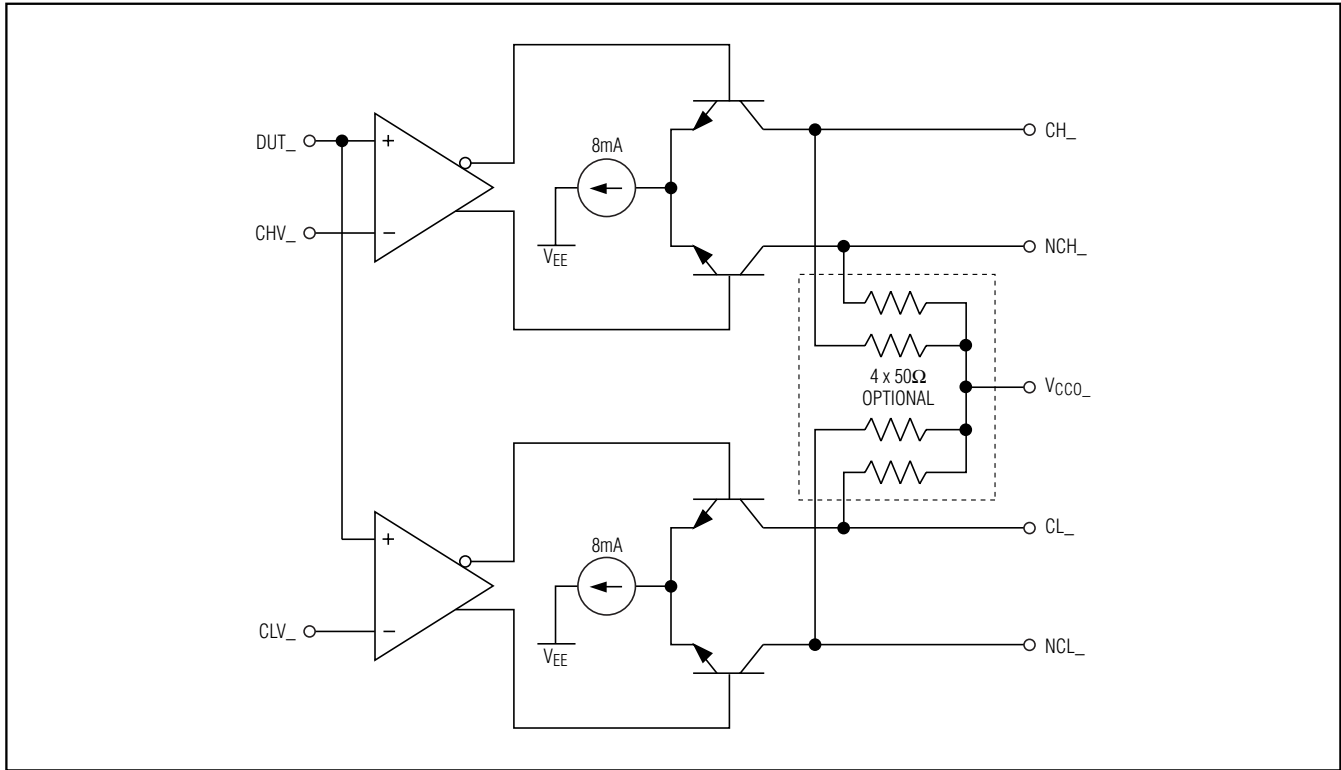 DUT_
CHV_
+
−
8mA
VEE
CH_
NCH_
4 x 50Ω
OPTIONAL
VCCO_
CLV_
+
−
8mA
VEE
CL_
NCL_